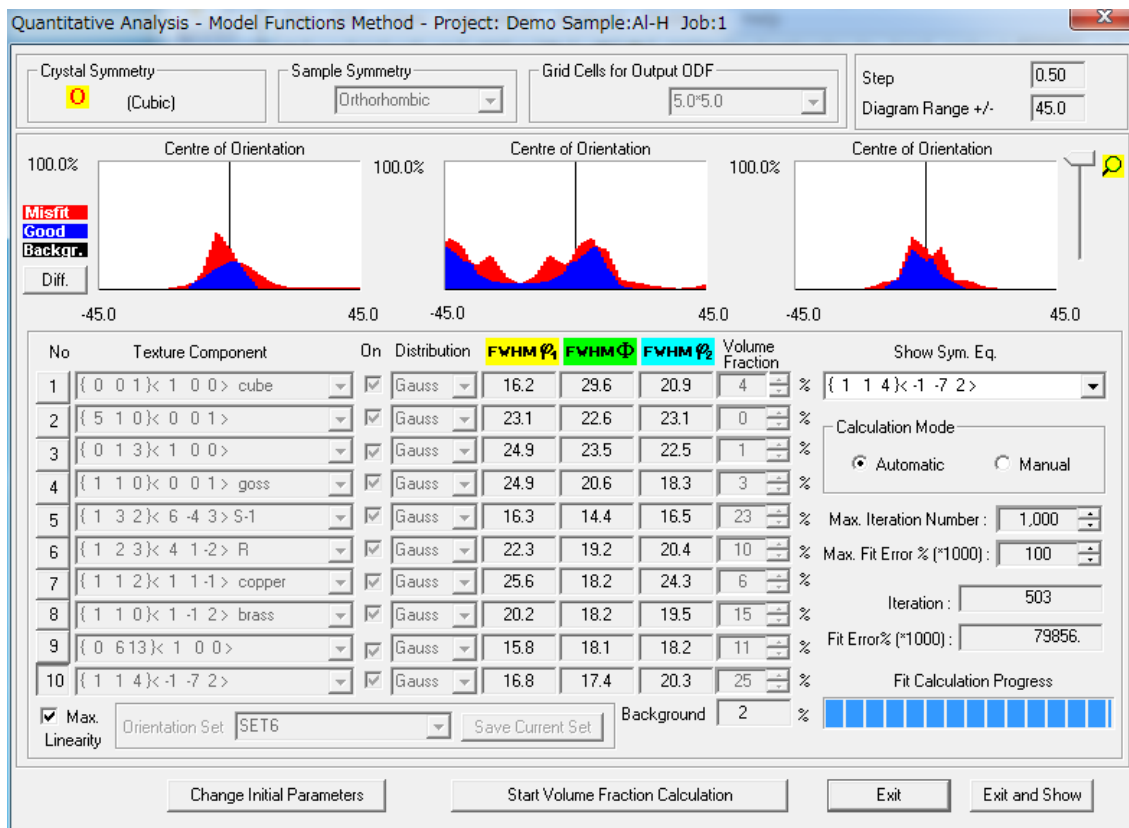 Quantitative Analysis - Model Functions Method - Project: Demo Sample:Al-H Job:1
Crystal Symmetry
O (Cubic)
Sample Symmetry
Orthorhombic
Grid Cells for Output ODF
5.0*5.0
Step 0.50
Diagram Range +/- 45.0
Centre of Orientation
Centre of Orientation
Centre of Orientation
100.0%
100.0%
100.0%
Misfit
Good
Backgr.
Diff.
-45.0 45.0 -45.0 45.0 -45.0 45.0
No Texture Component On Distribution FWHM φ1 FWHM Φ FWHM φ2 Volume Fraction Show Sym. Eq.
1 { 0 0 1}< 1 0 0> cube Gauss 16.2 29.6 20.9 4 %
2 { 5 1 0}< 0 0 1> Gauss 23.1 22.6 23.1 0 %
3 { 0 1 3}< 1 0 0> Gauss 24.9 23.5 22.5 1 %
4 { 1 1 0}< 0 0 1> goss Gauss 24.9 20.6 18.3 3 %
5 { 1 3 2}< 6 -4 3> S-1 Gauss 16.3 14.4 16.5 23 %
6 { 1 2 3}< 4 1 -2> R Gauss 22.3 19.2 20.4 10 %
7 { 1 1 2}< 1 1 -1> copper Gauss 25.6 18.2 24.3 6 %
8 { 1 1 0}< 1 -1 2> brass Gauss 20.2 18.2 19.5 15 %
9 { 0 6 13}< 1 0 0> Gauss 15.8 18.1 18.2 11 %
10 { 1 1 4}< -1 -7 2> Gauss 16.8 17.4 20.3 25 %
{ 1 1 4}< -1 -7 2>
Calculation Mode
Automatic Manual
Max. Iteration Number : 1,000
Max. Fit Error % (*1000) : 100
Iteration : 503
Fit Error% (*1000) : 79856.
Fit Calculation Progress
Max. Linearity
Orientation Set SET6 Save Current Set
Background 2 %
Change Initial Parameters Start Volume Fraction Calculation Exit Exit and Show